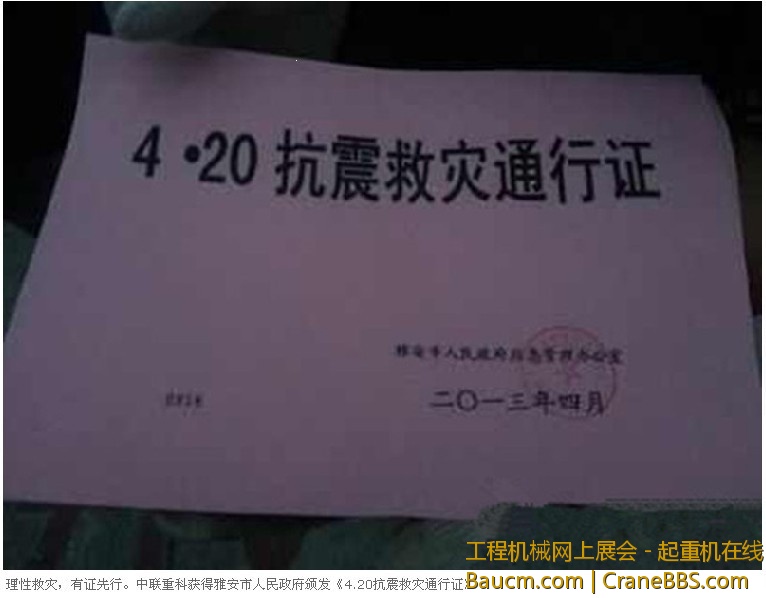 4·20抗震救灾通行证
雅安市人民政府应急管理办公室
二〇一三年四月
工程机械网上展会-起重机在线
理性救灾，有证先行。中联重科获得雅安市人民政府颁发《4.20抗震救灾通行证
Baucm.com | CraneBBS.com